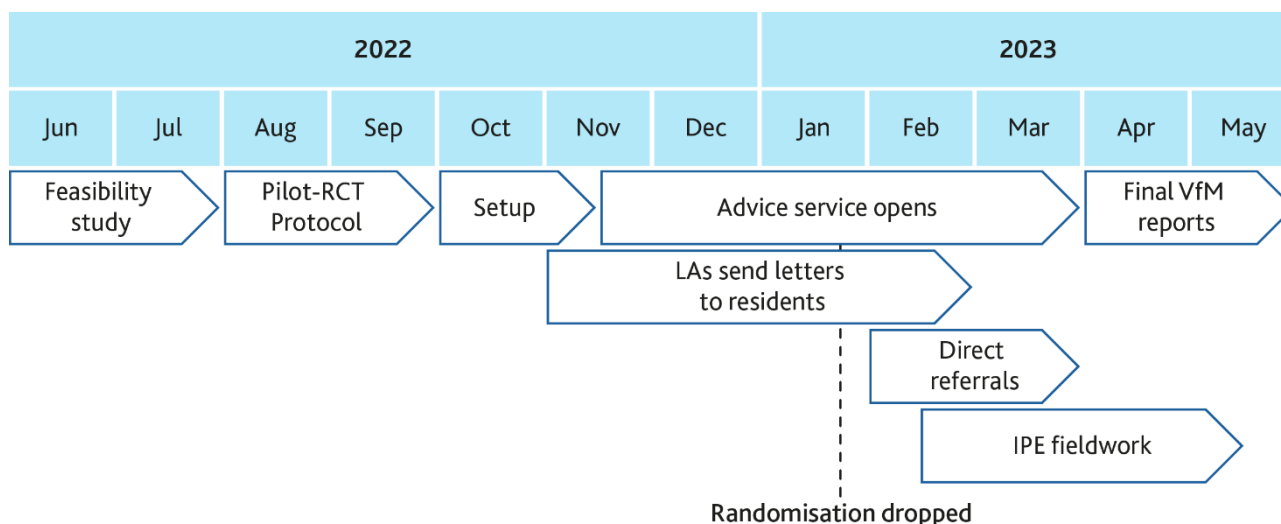 2022
2023
Jun
Jul
Aug
Sep
Oct
Nov
Dec
Jan
Feb
Mar
Apr
May
Feasibility
study
Pilot-RCT
Protocol
Setup
Advice service opens
Final VfM
reports
LAs send letters
to residents
Direct
referrals
IPE fieldwork
Randomisation dropped